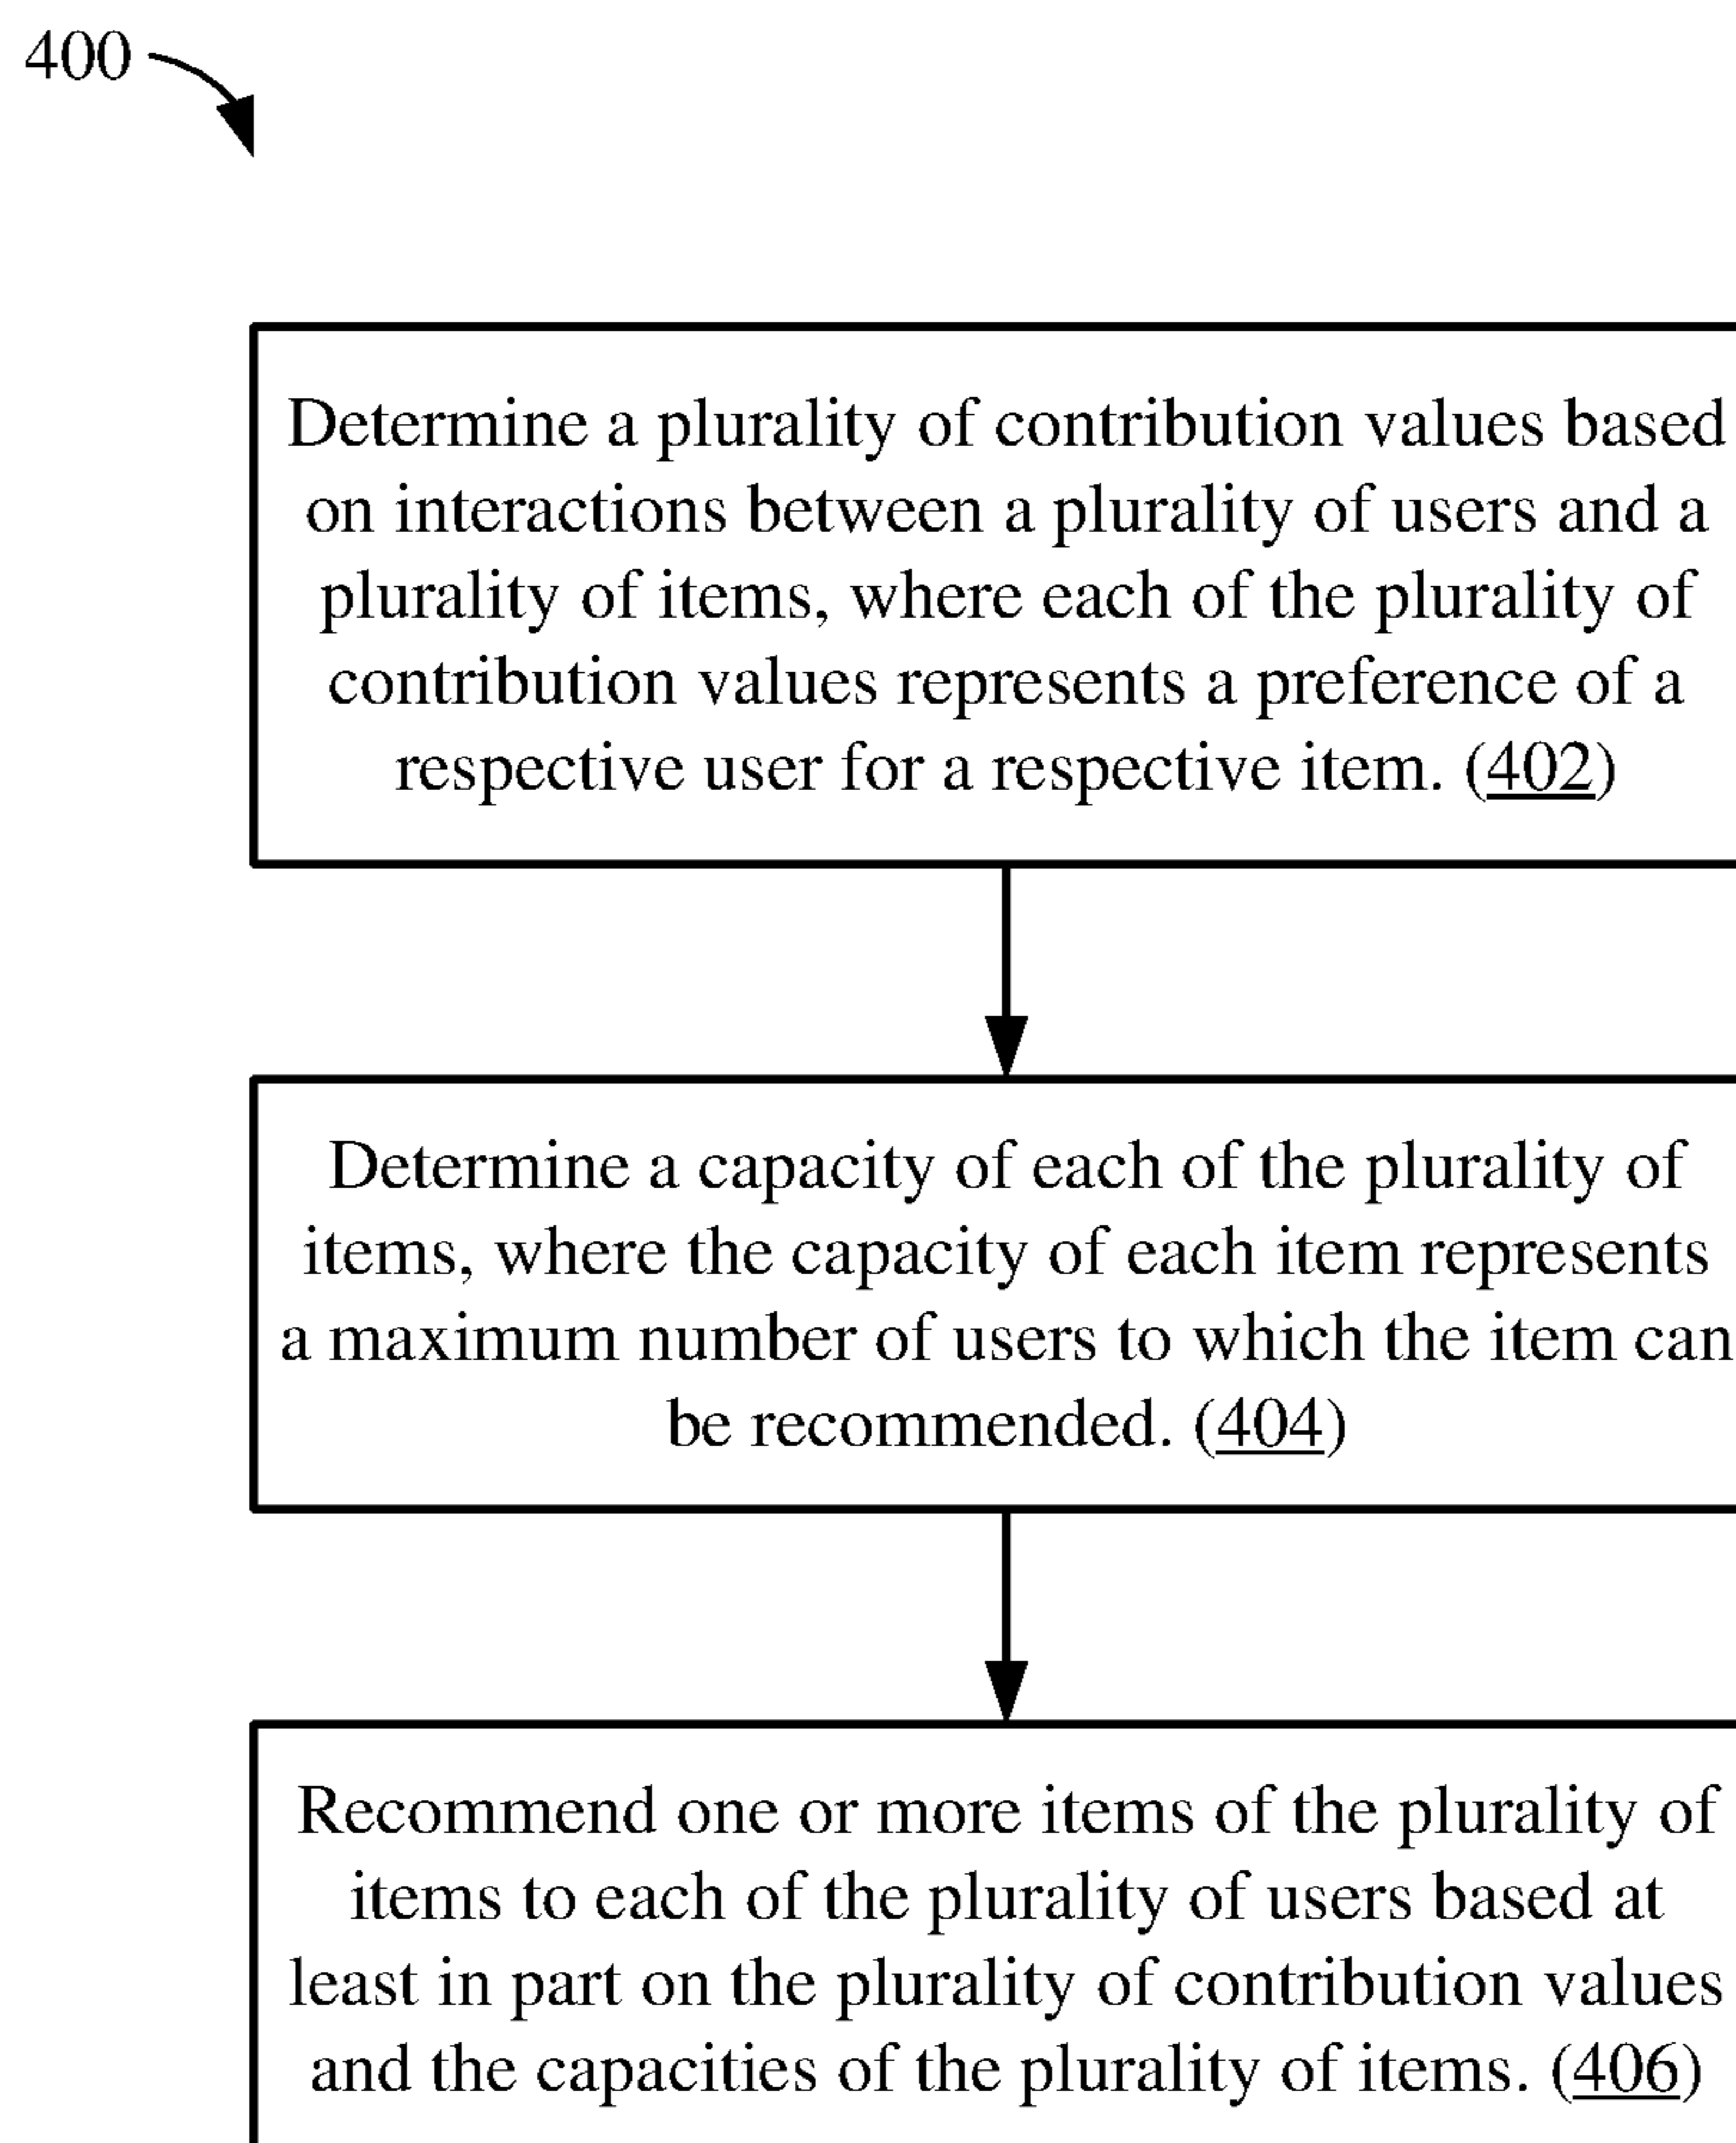 400
Determine a plurality of contribution values based
on interactions between a plurality of users and a
plurality of items, where each of the plurality of
contribution values represents a preference of a
respective user for a respective item. (402)
Determine a capacity of each of the plurality of
items, where the capacity of each item represents
a maximum number of users to which the item can
be recommended. (404)
Recommend one or more items of the plurality of
items to each of the plurality of users based at
least in part on the plurality of contribution values
and the capacities of the plurality of items. (406)